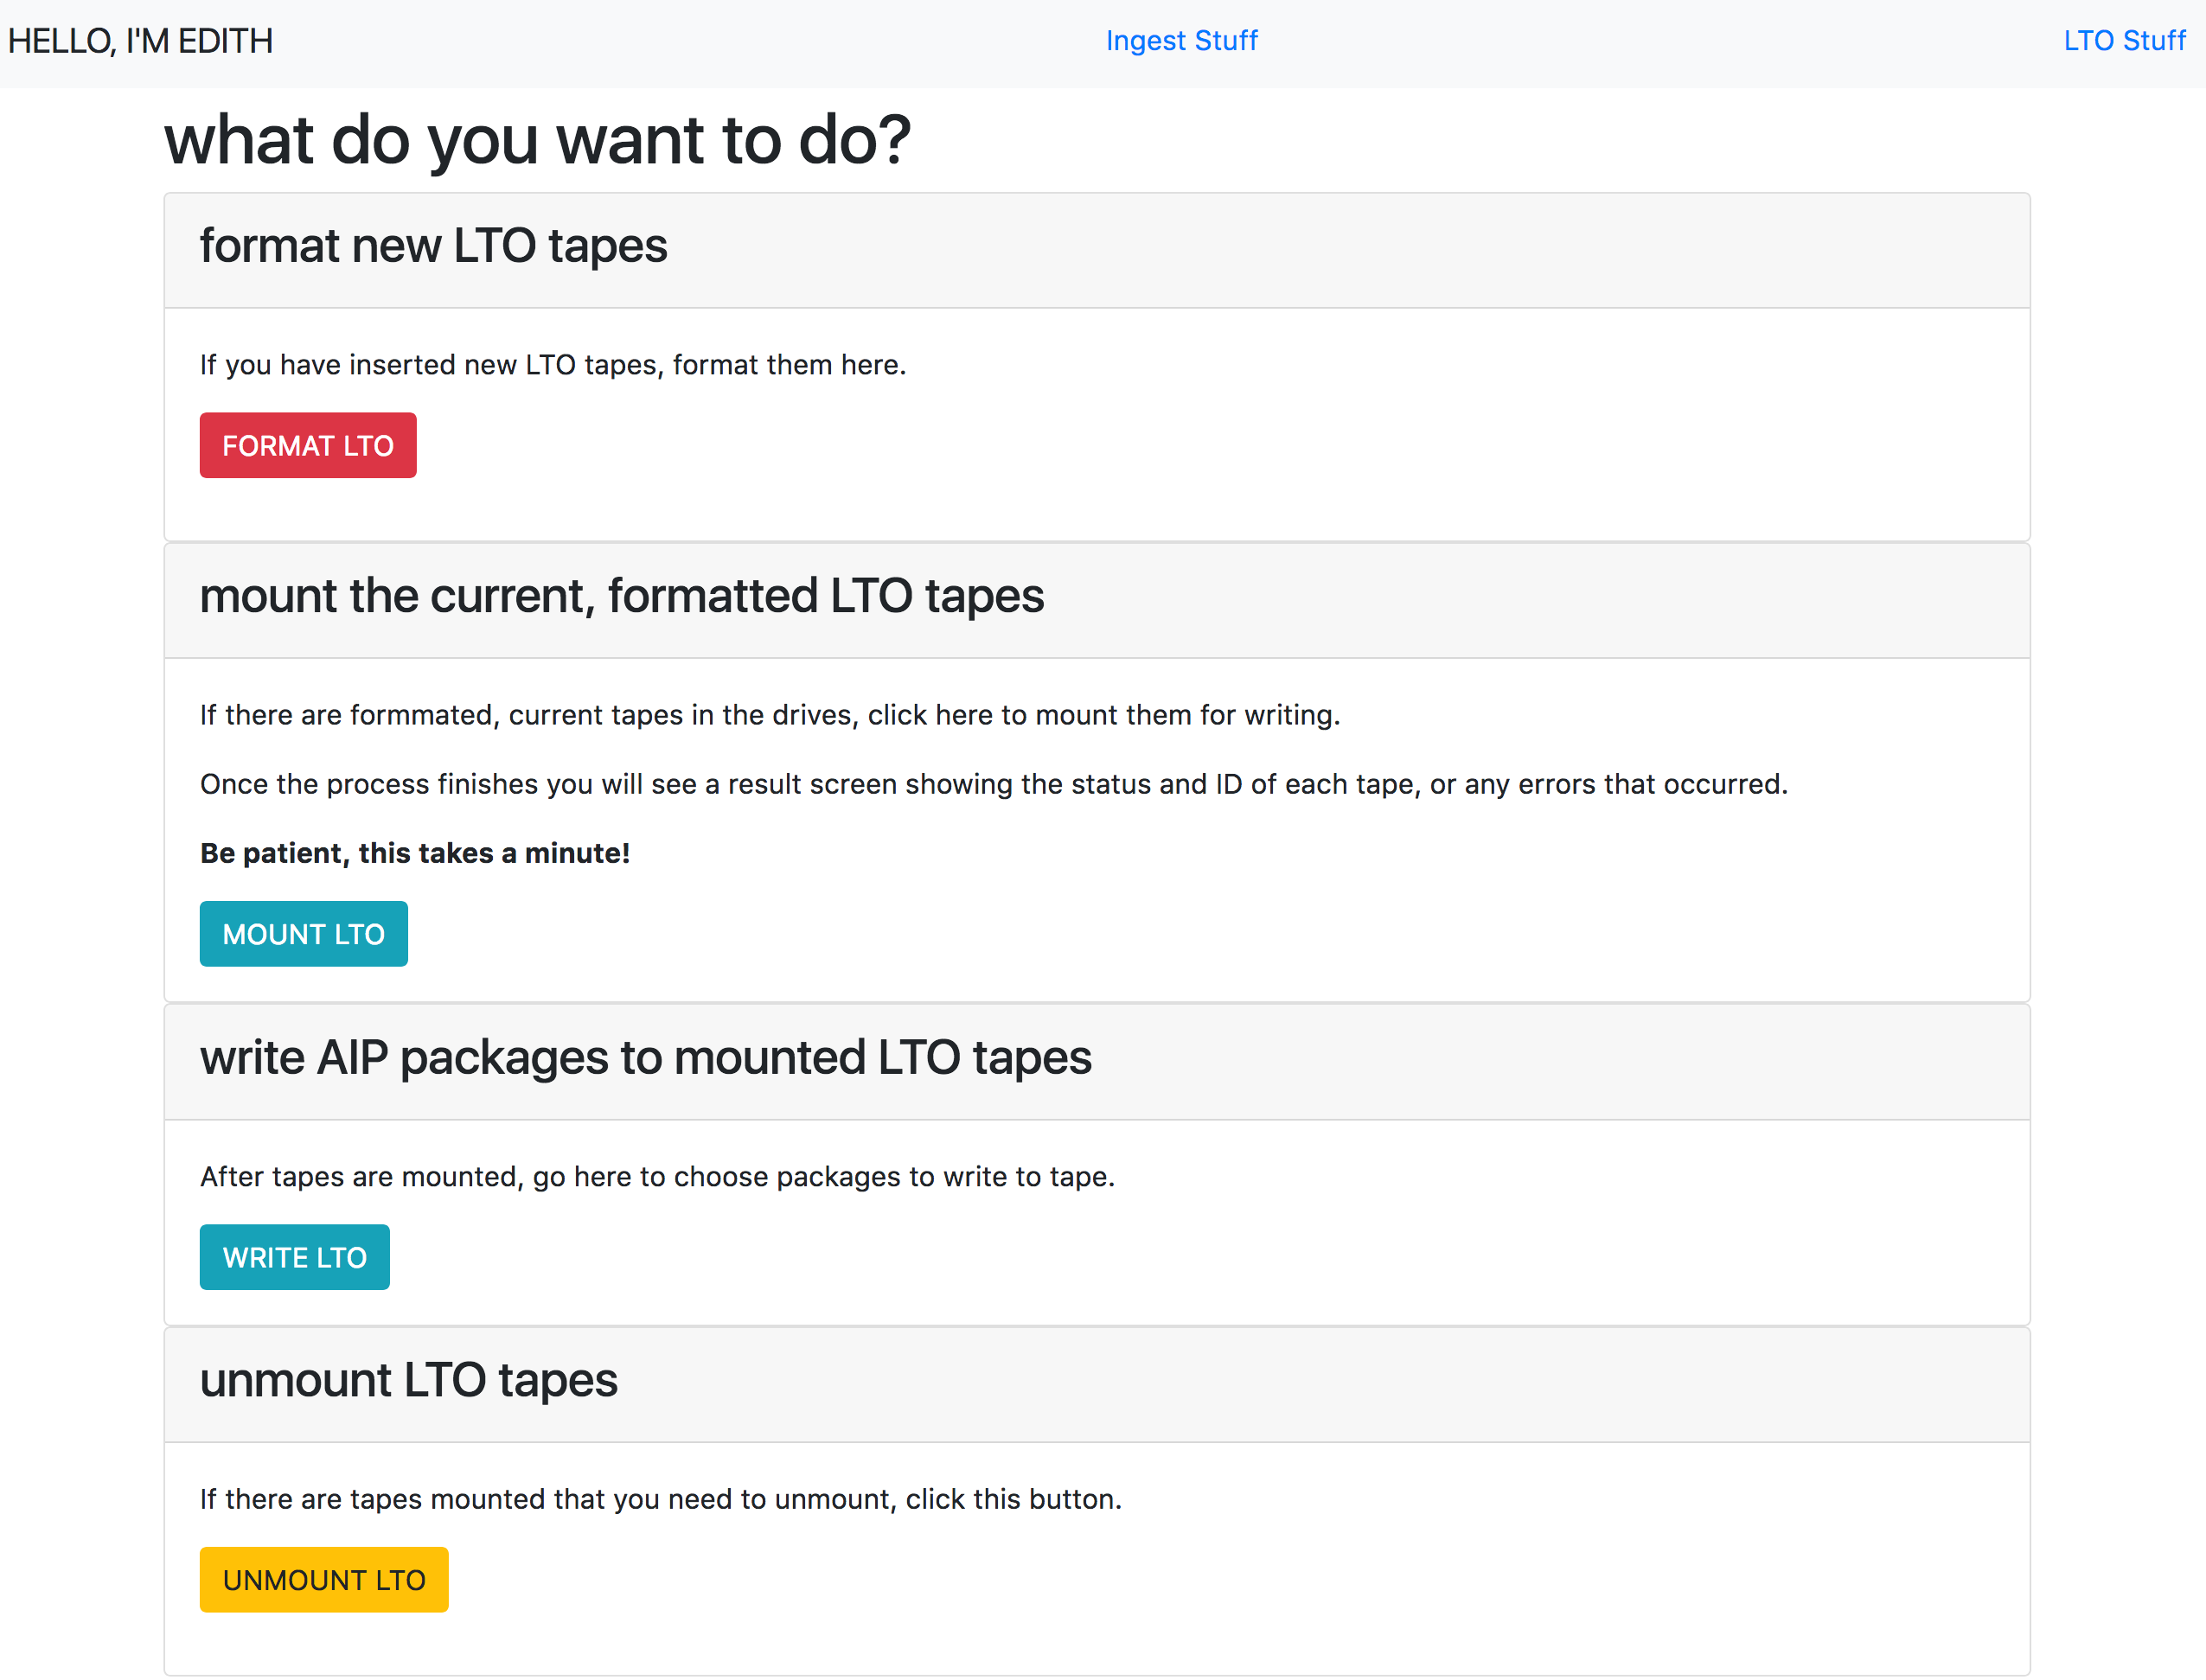 HELLO, I'M EDITH
Ingest Stuff
LTO Stuff
what do you want to do?
format new LTO tapes
If you have inserted new LTO tapes, format them here.
FORMAT LTO
mount the current, formatted LTO tapes
If there are formmated, current tapes in the drives, click here to mount them for writing.
Once the process finishes you will see a result screen showing the status and ID of each tape, or any errors that occurred.
Be patient, this takes a minute!
MOUNT LTO
write AIP packages to mounted LTO tapes
After tapes are mounted, go here to choose packages to write to tape.
WRITE LTO
unmount LTO tapes
If there are tapes mounted that you need to unmount, click this button.
UNMOUNT LTO